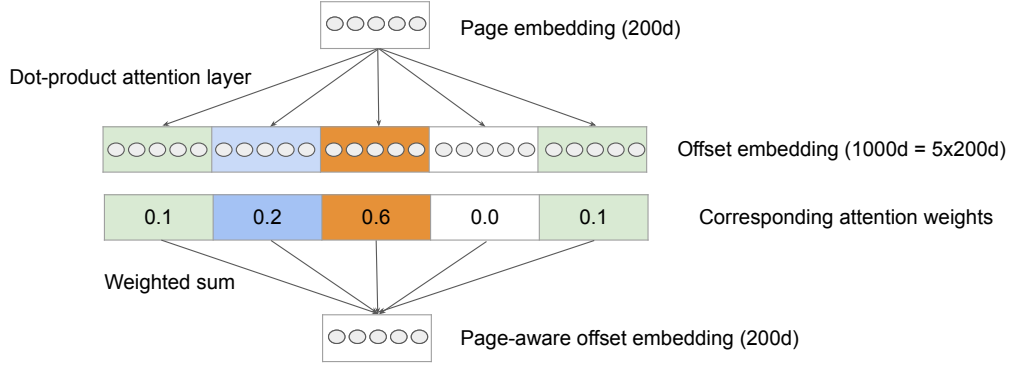 Page embedding (200d)
Dot-product attention layer
Offset embedding (1000d = 5x200d)
0.1 0.2 0.6 0.0 0.1
Corresponding attention weights
Weighted sum
Page-aware offset embedding (200d)